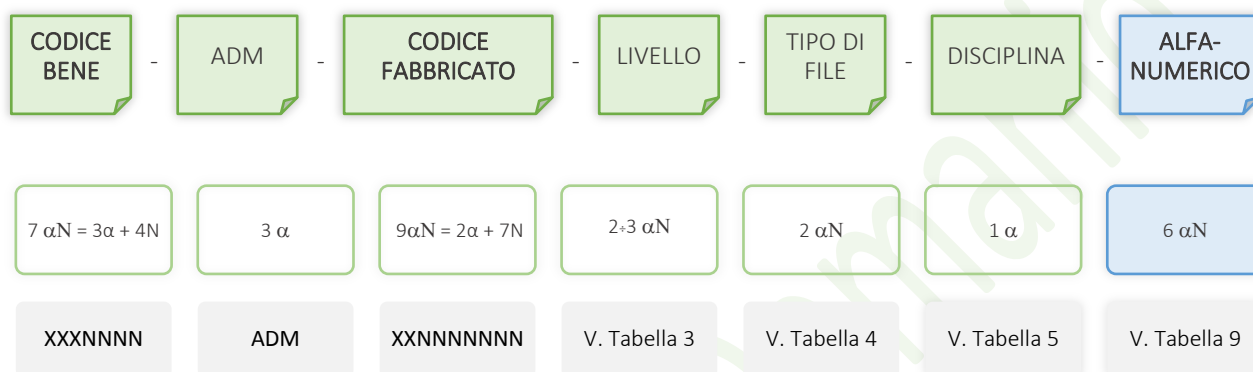 CODICE BENE - ADM - CODICE FABBRICATO - LIVELLO - TIPO DI FILE - DISCIPLINA - ALFA-NUMERICO
7 αN = 3α + 4N 3 α 9αN = 2α + 7N 2÷3 αN 2 αN 1 α 6 αN
XXXNNNN ADM XXNNNNNNN V. Tabella 3 V. Tabella 4 V. Tabella 5 V. Tabella 9